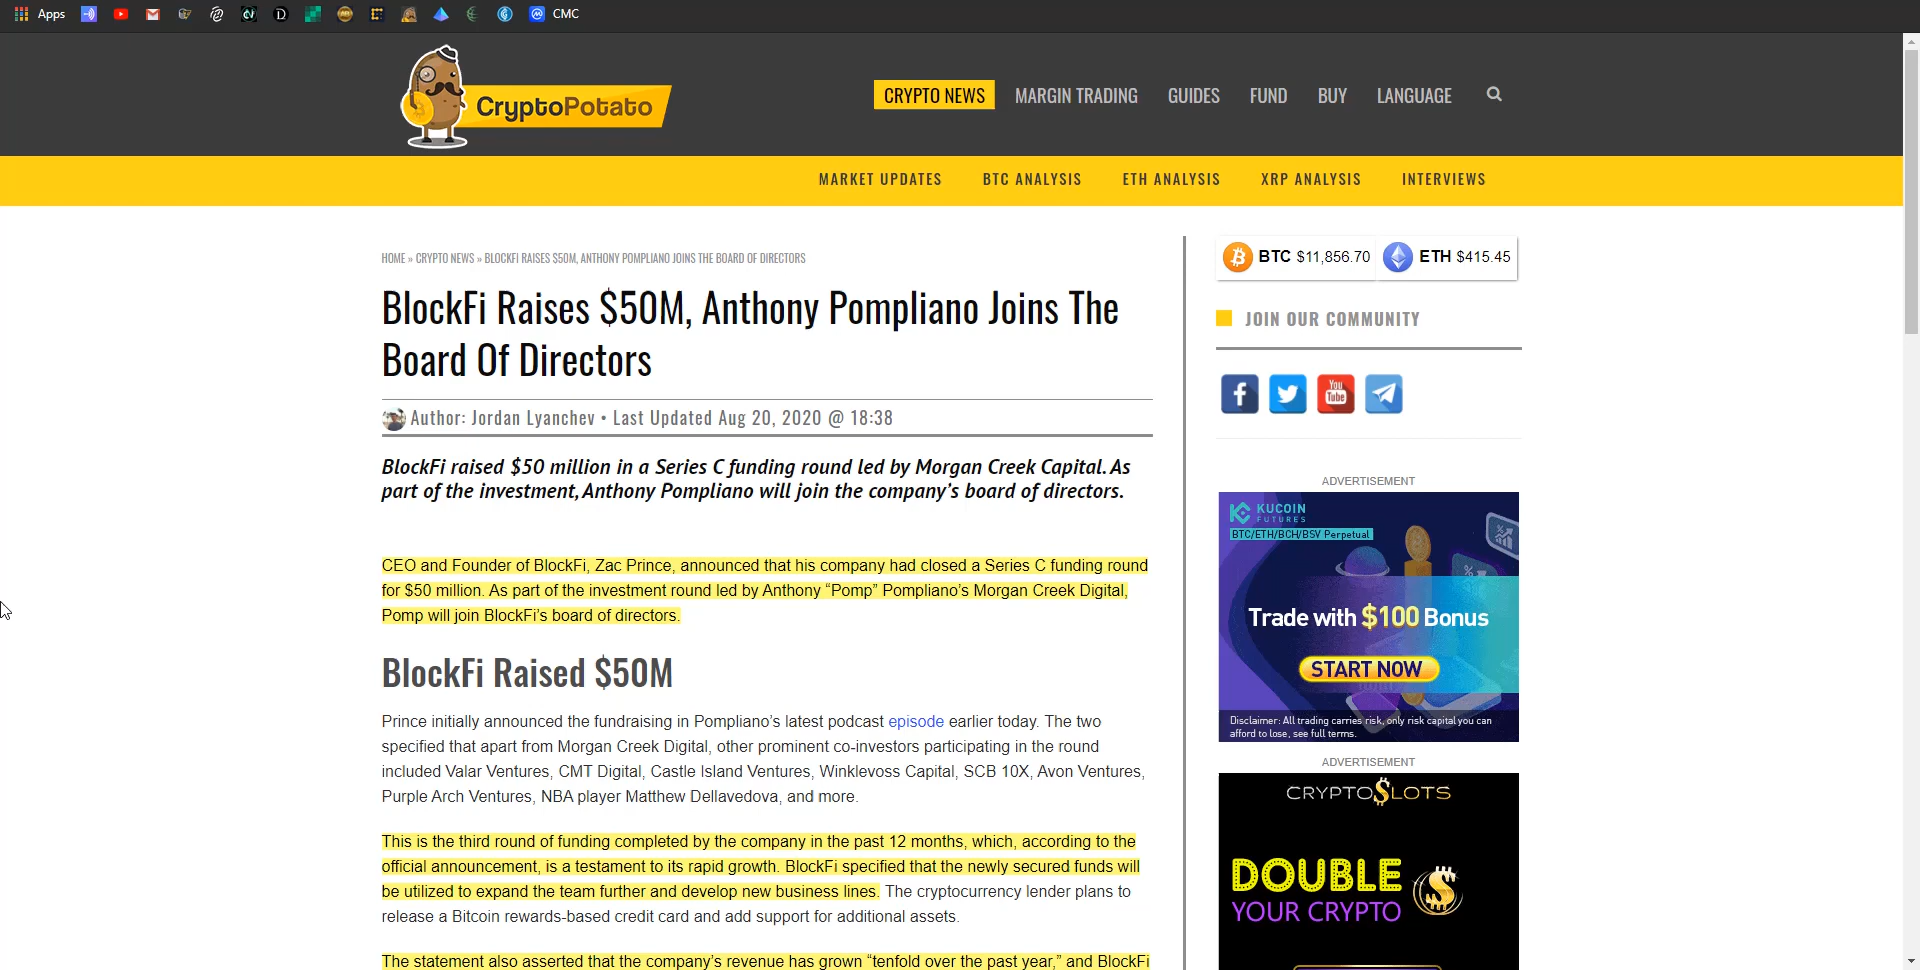 Apps
CMC
CryptoPotato
CRYPTO NEWS
MARGIN TRADING
GUIDES
FUND
BUY
LANGUAGE
MARKET UPDATES
BTC ANALYSIS
ETH ANALYSIS
XRP ANALYSIS
INTERVIEWS
HOME » CRYPTO NEWS » BLOCKFI RAISES $50M, ANTHONY POMPLIANO JOINS THE BOARD OF DIRECTORS
BlockFi Raises $50M, Anthony Pompliano Joins The
Board Of Directors
Author: Jordan Lyanchev • Last Updated Aug 20, 2020 @ 18:38
BlockFi raised $50 million in a Series C funding round led by Morgan Creek Capital. As
part of the investment, Anthony Pompliano will join the company's board of directors.
CEO and Founder of BlockFi, Zac Prince, announced that his company had closed a Series C funding round
for $50 million. As part of the investment round led by Anthony “Pomp” Pompliano’s Morgan Creek Digital,
Pomp will join BlockFi’s board of directors.
BlockFi Raised $50M
Prince initially announced the fundraising in Pompliano’s latest podcast episode earlier today. The two
specified that apart from Morgan Creek Digital, other prominent co-investors participating in the round
included Valar Ventures, CMT Digital, Castle Island Ventures, Winklevoss Capital, SCB 10X, Avon Ventures,
Purple Arch Ventures, NBA player Matthew Dellavedova, and more.
This is the third round of funding completed by the company in the past 12 months, which, according to the
official announcement, is a testament to its rapid growth. BlockFi specified that the newly secured funds will
be utilized to expand the team further and develop new business lines. The cryptocurrency lender plans to
release a Bitcoin rewards-based credit card and add support for additional assets.
The statement also asserted that the company’s revenue has grown “tenfold over the past year,” and BlockFi
BTC $11,856.70
ETH $415.45
JOIN OUR COMMUNITY
You
Tube
ADVERTISEMENT
KUCOIN
FUTURES
BTC/ETH/BCH/BSV Perpetual
Trade with $100 Bonus
START NOW
Disclaimer: All trading carries risk, only risk capital you can
afford to lose, see full terms.
ADVERTISEMENT
CRYPTO$LOTS
DOUBLE
YOUR CRYPTO